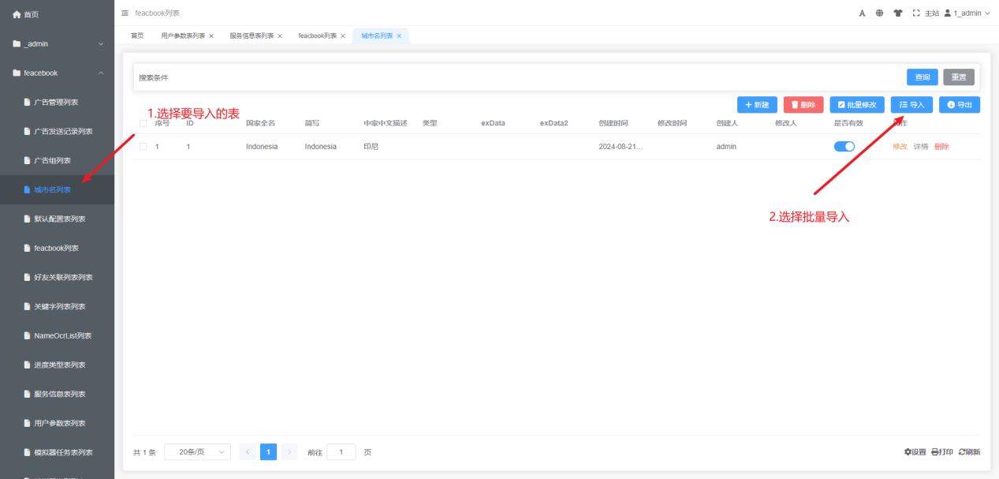 首页
_admin
feacebook
广告管理列表
广告发送记录列表
广告组列表
城市名列表
默认配置表列表
feacbook列表
好友关联列表列表
关键字列表列表
NameOcrList列表
进度类型表列表
服务信息表列表
用户参数表列表
模拟器任务表列表
feacbook列表
A 主站 1_admin
首页 用户参数表列表 服务信息表列表 feacbook列表 城市名列表
搜索条件 查询 重置
新建 删除 批量修改 导入 导出
1.选择要导入的表
序号 ID 国家全名 简写 中家中文描述 类型 exData exData2 创建时间 修改时间 创建人 修改人 是否有效 操作
1 1 Indonesia Indonesia 印尼 2024-08-21... admin 修改 详情 删除
2.选择批量导入
共 1 条 20条/页 1 前往 1 页 设置 打印 刷新